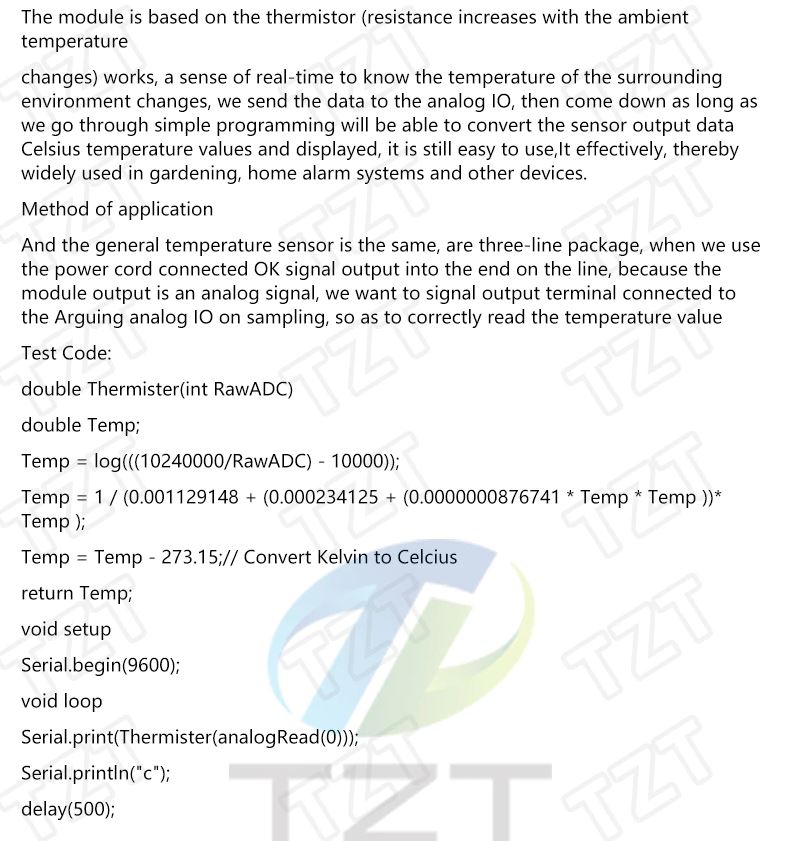 The module is based on the thermistor (resistance increases with the ambient
temperature
changes) works, a sense of real-time to know the temperature of the surrounding
environment changes, we send the data to the analog IO, then come down as long as
we go through simple programming will be able to convert the sensor output data
Celsius temperature values and displayed, it is still easy to use,It effectively, thereby
widely used in gardening, home alarm systems and other devices.
Method of application
And the general temperature sensor is the same, are three-line package, when we use
the power cord connected OK signal output into the end on the line, because the
module output is an analog signal, we want to signal output terminal connected to
the Arguing analog IO on sampling, so as to correctly read the temperature value
Test Code:
double Thermister(int RawADC)
double Temp;
Temp = log(((10240000/RawADC) - 10000));
Temp = 1 / (0.001129148 + (0.000234125 + (0.0000000876741 * Temp * Temp ))*
Temp );
Temp = Temp - 273.15;// Convert Kelvin to Celcius
return Temp;
void setup
Serial.begin(9600);
void loop
Serial.print(Thermister(analogRead(0)));
Serial.println("c");
delay(500);
TZT